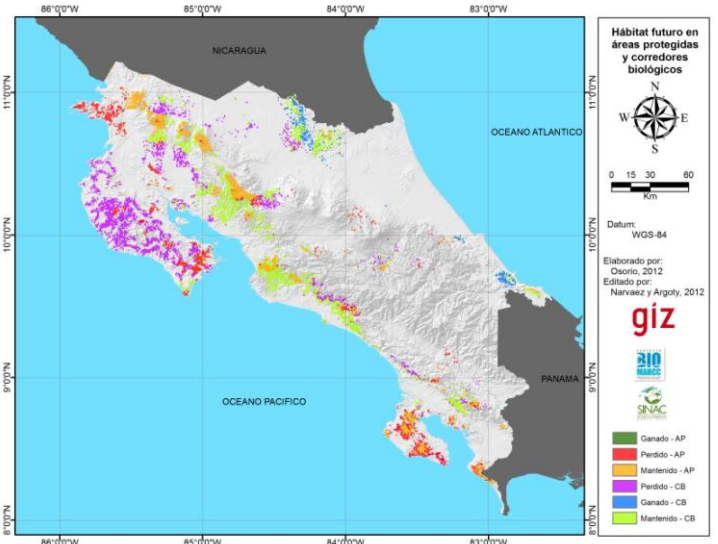 86°0'0"W 85°0'0"W 84°0'0"W 83°0'0"W
NICARAGUA
11°0'0"N 11°0'0"N
OCEANO ATLANTICO
10°0'0"N 10°0'0"N
9°0'0"N 9°0'0"N
PANAMA
OCEANO PACIFICO
8°0'0"N 8°0'0"N
86°0'0"W 85°0'0"W 84°0'0"W 83°0'0"W
Hábitat futuro en
áreas protegidas
y corredores
biológicos
N
W E
S
0 15 30 60
Km
Datum:
WGS-84
Elaborado por:
Osorio, 2012
Editado por:
Narvaez y Argoty, 2012
giz
BIO
MARCC
SINAC
Ganado - AP
Perdido - AP
Mantenido - AP
Perdido - CB
Ganado - CB
Mantenido - CB